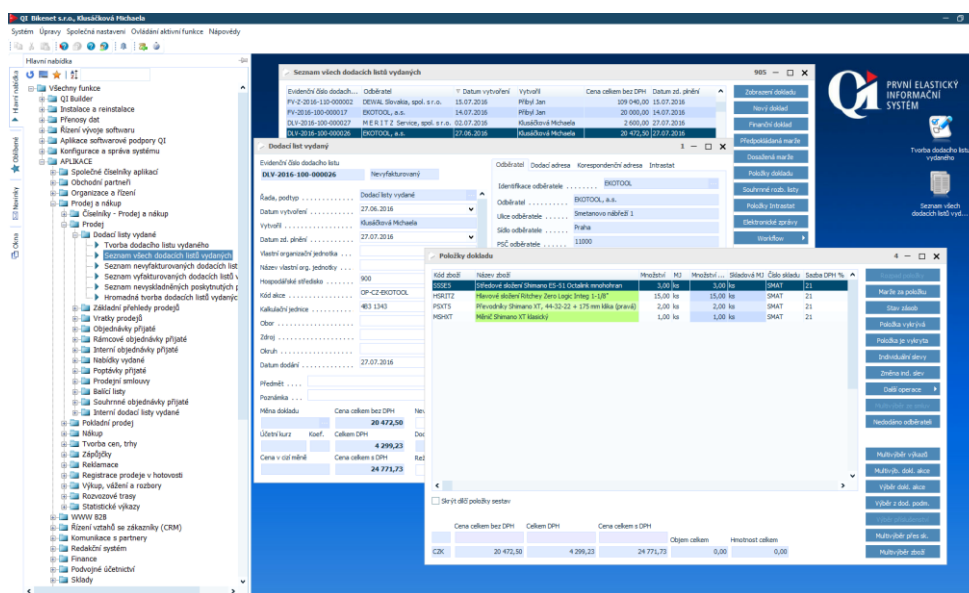 QI Bikenet s.r.o., Klusáčková Michaela
Systém Úpravy Společná nastavení Ovládání aktivní funkce Nápovědy
Hlavní nabídka
Hlavní nabídka
Oblíbené
Novinky
Okna
Všechny funkce
QI Builder
Instalace a reinstalace
Přenosy dat
Řízení vývoje softwaru
Aplikace softwarové podpory QI
Konfigurace a správa systému
APLIKACE
Společné číselníky aplikací
Obchodní partneři
Organizace a řízení
Prodej a nákup
Číselníky - Prodej a nákup
Prodej
Dodací listy vydané
Tvorba dodacího listu vydaného
Seznam všech dodacích listů vydaných
Seznam nevyfakturovaných dodacích list
Seznam vyfakturovaných dodacích listů v
Seznam nevyskladněných poskytnutých p
Hromadná tvorba dodacích listů vydanýc
Základní přehledy prodejů
Vratky prodejů
Objednávky přijaté
Rámcové objednávky přijaté
Interní objednávky přijaté
Nabídky vydané
Poptávky přijaté
Prodejní smlouvy
Balící listy
Souhrnné objednávky přijaté
Interní dodací listy vydané
Pokladní prodej
Nákup
Tvorba cen, trhy
Zápůjčky
Reklamace
Registrace prodeje v hotovosti
Výkup, vážení a rozbory
Rozvozové trasy
Statistické výkazy
WWW B2B
Řízení vztahů se zákazníky (CRM)
Komunikace s partnery
Redakční systém
Finance
Podvojné účetnictví
Sklady
Seznam všech dodacích listů vydaných 905
Evidenční číslo dodacího Odběratel Datum vytvoření Vytvořil Cena celkem bez DPH Datum zd. plnění
FV-Z-2016-110-000002 DEWAL Slovakia, spol. s r.o. 15.07.2016 Přibyl Jan 109 040,00 15.07.2016
FV-2016-100-000017 EKOTOOL, a.s. 14.07.2016 Přibyl Jan 20 000,00 14.07.2016
DLV-2016-100-000027 M E R I T Z Service, spol. s r.o. 02.07.2016 Klusáčková Michaela 2 600,00 27.07.2016
DLV-2016-100-000026 EKOTOOL, a.s. 27.06.2016 Klusáčková Michaela 20 472,50 27.07.2016
Zobrazení dokladu
Nový doklad
Finanční doklad
Předpokládaná marže
Dosažená marže
Položky dokladu
Souhrnné rozb. listy
Položky Intrastat
Elektronické zprávy
Workflow
Dodací list vydaný 1
Evidenční číslo dodacího listu
DLV-2016-100-000026 Nevyfakturovaný
Řada, podtyp Dodací listy vydané
Datum vytvoření 27.06.2016
Vytvořil Klusáčková Michaela
Datum zd. plnění 27.07.2016
Vlastní organizační jednotka
Název vlast. org. jednotky
Hospodářské středisko 900
Kód akce OP-CZ-EKOTOOL
Kalkulační jednice 483 1343
Obor
Zdroj
Okruh
Datum dodání 27.07.2016
Předmět
Poznámka
Měna dokladu Cena celkem bez DPH Nev
20 472,50
Účetní kurz Koef. Celkem DPH Dod
4 299,23
Cena v cizí měně Cena celkem s DPH Rež
24 771,73
Odběratel Dodací adresa Korespondenční adresa Intrastat
Identifikace odběratele EKOTOOL
Odběratel EKOTOOL, a.s.
Ulice odběratele Smetanovo nábřeží 1
Sídlo odběratele Praha
PSČ odběratele 11000
Položky dokladu 4
Kód zboží Název zboží Množství MJ Množství ... Skladová MJ Číslo skladu Sazba DPH %
SSSES Středové složení Shimano ES-51 Octalink mnohohran 3,00 ks 3,00 ks SMAT 21
HSRITZ Hlavové složení Ritchey Zero Logic Integ 1-1/8" 15,00 ks 15,00 ks SMAT 21
PSXT5 Převodníky Shimano XT, 44-32-22 + 175 mm klika (pravá) 2,00 ks 2,00 ks SMAT 21
MSHXT Měnič Shimano XT klasický 1,00 ks 1,00 ks SMAT 21
Marže za položku
Stav zásob
Položka vykrývá
Položka je vykryta
Individuální slevy
Změna ind. slev
Další operace
Nedodáno odběrateli
Multivýběr výkazů
Multivýb. dokl. akce
Výběr dokl. akce
Výběr z dod. podm.
Multivýběr přes sk.
Multivýběr zboží
Skrýt dílčí položky sestav
Cena celkem bez DPH Celkem DPH Cena celkem s DPH
Objem celkem Hmotnost celkem
CZK 20 472,50 4 299,23 24 771,73 0,00 0,00
QI
PRVNÍ ELASTICKÝ
INFORMAČNÍ
SYSTÉM
Tvorba dodacího listu
vydaného
Seznam všech
dodacích listů vyd...